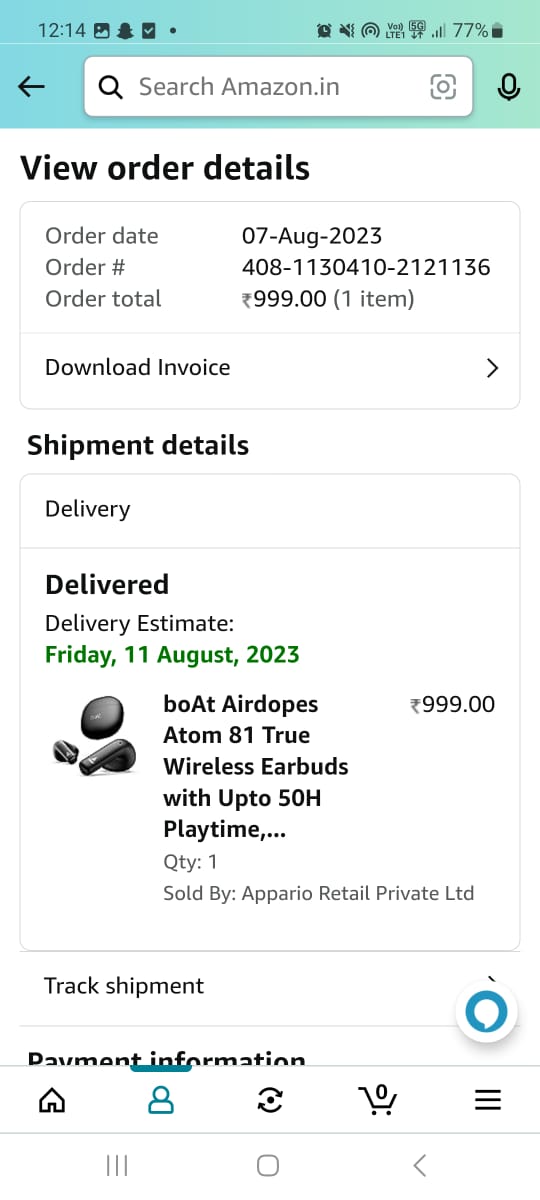 12:14
Vo)) 5G
LTE1
77%
Search Amazon.in
View order details
Order date 07-Aug-2023
Order # 408-1130410-2121136
Order total ₹999.00 (1 item)
Download Invoice
Shipment details
Delivery
Delivered
Delivery Estimate:
Friday, 11 August, 2023
boAt Airdopes ₹999.00
Atom 81 True
Wireless Earbuds
with Upto 50H
Playtime,...
Qty: 1
Sold By: Appario Retail Private Ltd
Track shipment
Payment information
0